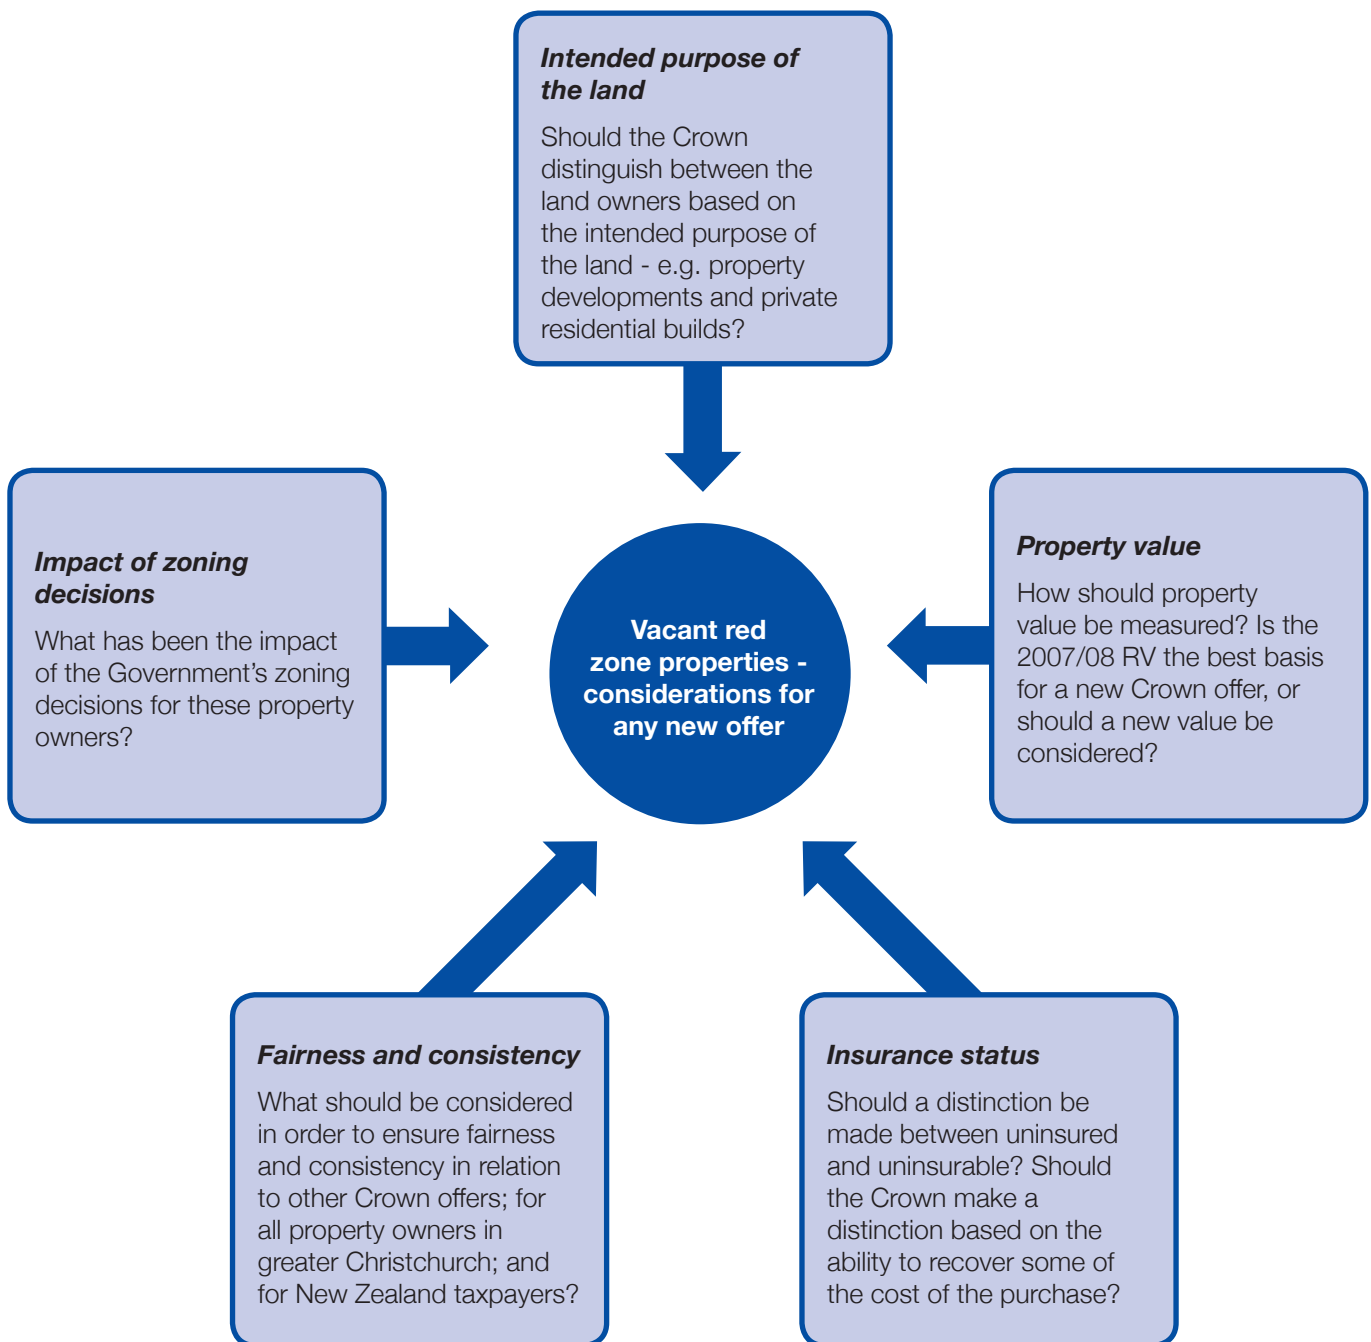 Intended purpose of
the land
Should the Crown
distinguish between the
land owners based on
the intended purpose of
the land - e.g. property
developments and private
residential builds?
Impact of zoning
decisions
What has been the impact
of the Government’s zoning
decisions for these property
owners?
Vacant red
zone properties -
considerations for
any new offer
Property value
How should property
value be measured? Is the
2007/08 RV the best basis
for a new Crown offer, or
should a new value be
considered?
Fairness and consistency
What should be considered
in order to ensure fairness
and consistency in relation
to other Crown offers; for
all property owners in
greater Christchurch; and
for New Zealand taxpayers?
Insurance status
Should a distinction be
made between uninsured
and uninsurable? Should
the Crown make a
distinction based on the
ability to recover some of
the cost of the purchase?